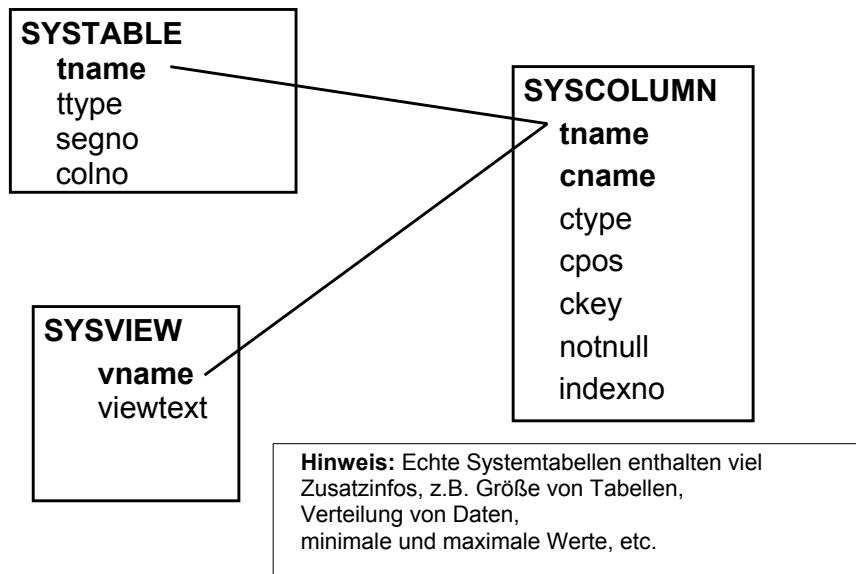 SYSTABLE
tname
ttype
segno
colno
SYSCOLUMN
tname
cname
ctype
cpos
ckey
notnull
indexno
SYSVIEW
vname
viewtext
Hinweis: Echte Systemtabellen enthalten viel
Zusatzinfos, z.B. Größe von Tabellen,
Verteilung von Daten,
minimale und maximale Werte, etc.